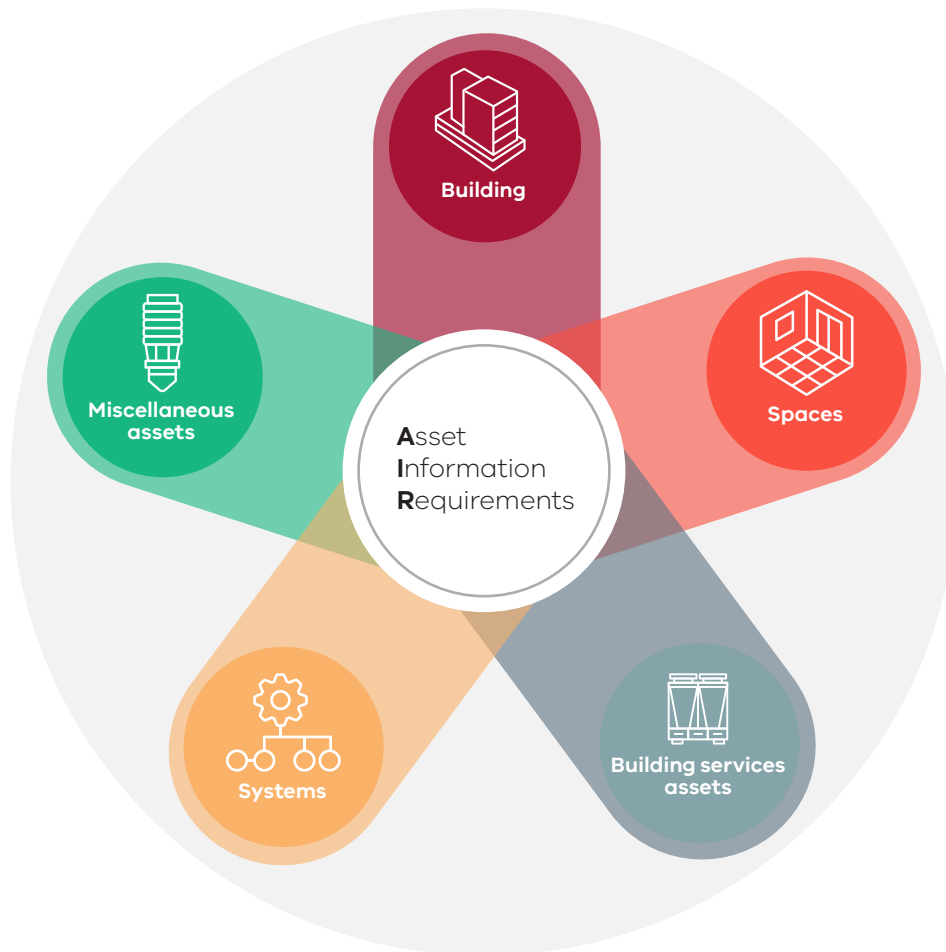 Building
Miscellaneous
assets
Spaces
Asset
Information
Requirements
Systems
Building services
assets